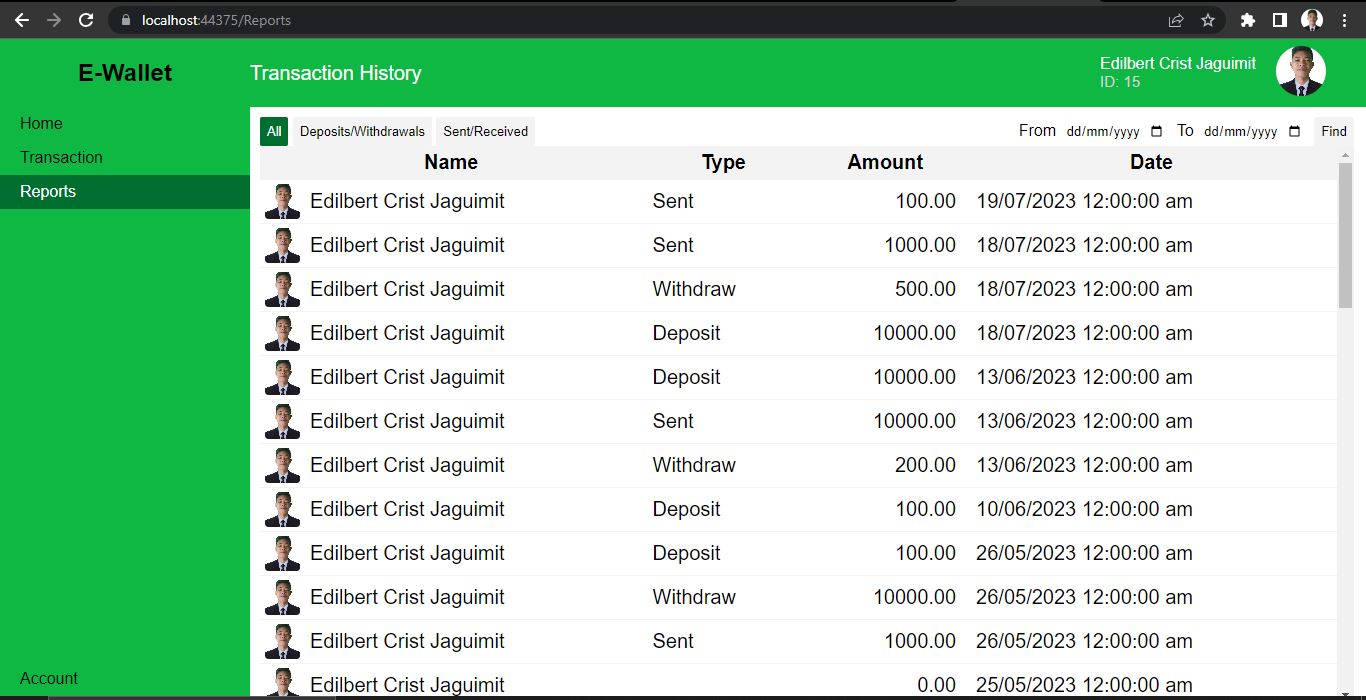 localhost:44375/Reports
E-Wallet
Transaction History
Edilbert Crist Jaguimit
ID: 15
Home
Transaction
Reports
Account
All Deposits/Withdrawals Sent/Received From dd/mm/yyyy To dd/mm/yyyy Find
Name Type Amount Date
Edilbert Crist Jaguimit Sent 100.00 19/07/2023 12:00:00 am
Edilbert Crist Jaguimit Sent 1000.00 18/07/2023 12:00:00 am
Edilbert Crist Jaguimit Withdraw 500.00 18/07/2023 12:00:00 am
Edilbert Crist Jaguimit Deposit 10000.00 18/07/2023 12:00:00 am
Edilbert Crist Jaguimit Deposit 10000.00 13/06/2023 12:00:00 am
Edilbert Crist Jaguimit Sent 10000.00 13/06/2023 12:00:00 am
Edilbert Crist Jaguimit Withdraw 200.00 13/06/2023 12:00:00 am
Edilbert Crist Jaguimit Deposit 100.00 10/06/2023 12:00:00 am
Edilbert Crist Jaguimit Deposit 100.00 26/05/2023 12:00:00 am
Edilbert Crist Jaguimit Withdraw 10000.00 26/05/2023 12:00:00 am
Edilbert Crist Jaguimit Sent 1000.00 26/05/2023 12:00:00 am
Edilbert Crist Jaguimit 0.00 25/05/2023 12:00:00 am